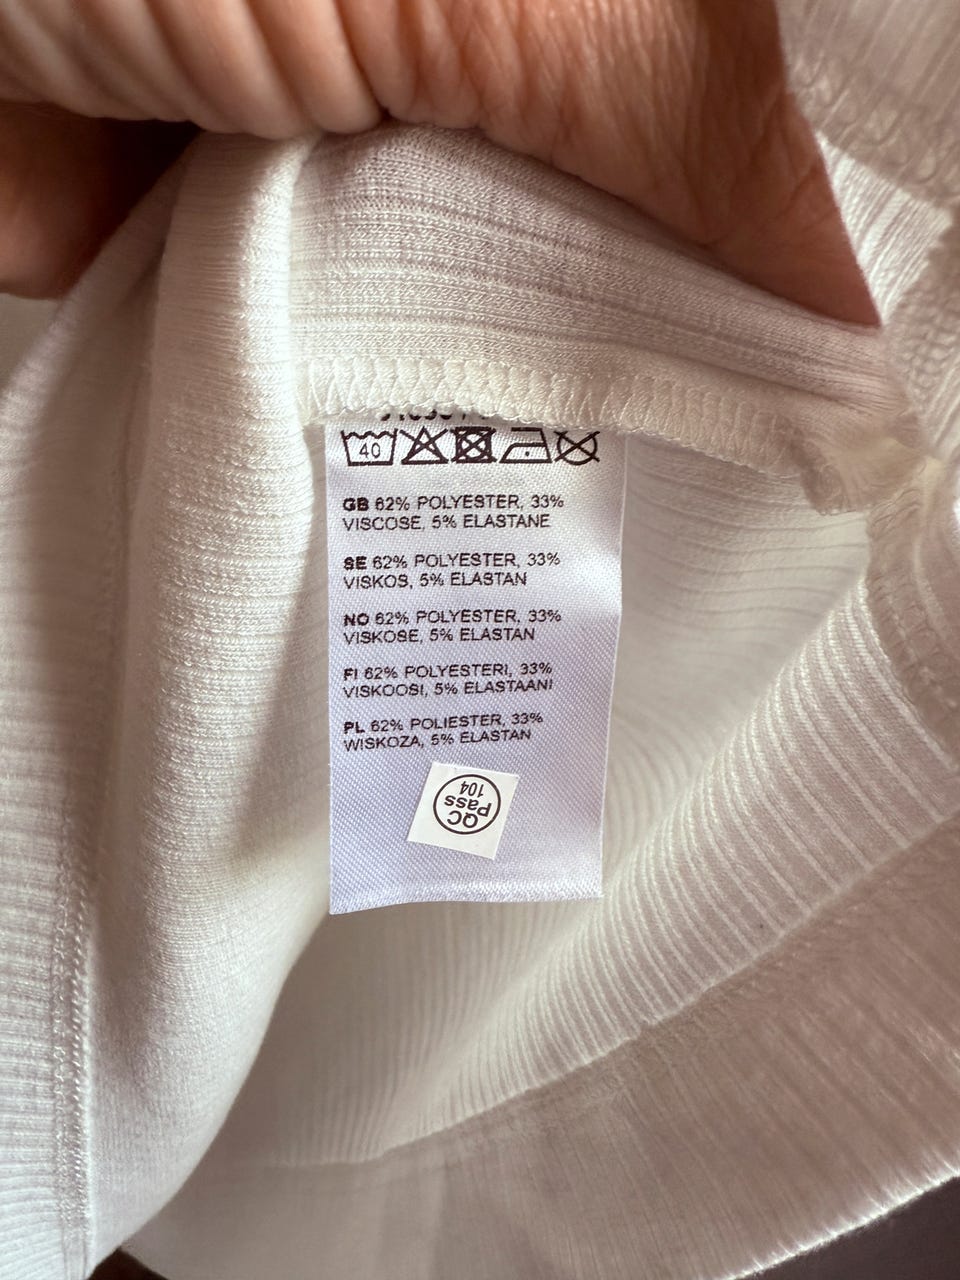 40
GB 62% POLYESTER, 33%
VISCOSE, 5% ELASTANE
SE 62% POLYESTER, 33%
VISKOS, 5% ELASTAN
NO 62% POLYESTER, 33%
VISKOSE, 5% ELASTAN
FI 62% POLYESTERI, 33%
VISKOOSI, 5% ELASTAANI
PL 62% POLIESTER, 33%
WISKOZA, 5% ELASTAN
QC
Pass
104